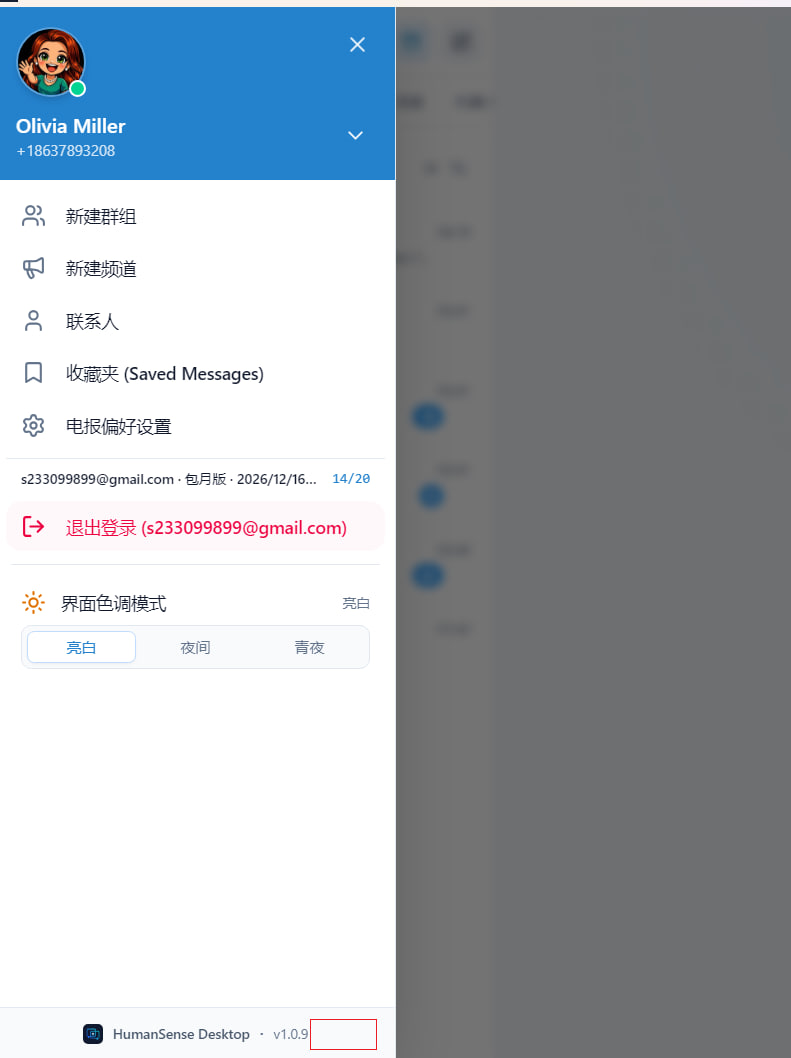 Olivia Miller
+18637893208
新建群组
新建频道
联系人
收藏夹 (Saved Messages)
电报偏好设置
s233099899@gmail.com · 包月版 · 2026/12/16... 14/20
退出登录 (s233099899@gmail.com)
界面色调模式 亮白
亮白 夜间 青夜
HumanSense Desktop · v1.0.9